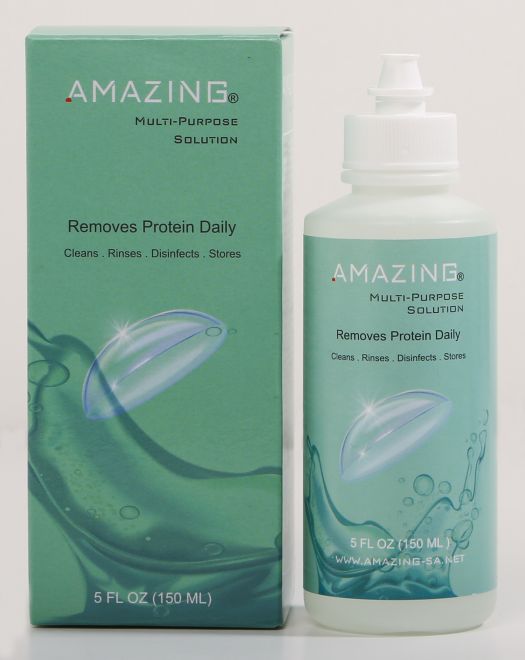 AMAZING®
MULTI-PURPOSE
SOLUTION
Removes Protein Daily
Cleans . Rinses . Disinfects . Stores
5 FL OZ (150 ML)
AMAZING®
MULTI-PURPOSE
SOLUTION
Removes Protein Daily
Cleans . Rinses . Disinfects . Stores
5 FL OZ (150 ML)
WWW.AMAZING-SA.NET